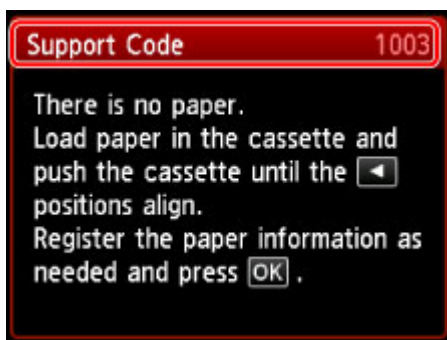 Support Code 1003
There is no paper.
Load paper in the cassette and
push the cassette until the ◀
positions align.
Register the paper information as
needed and press OK .